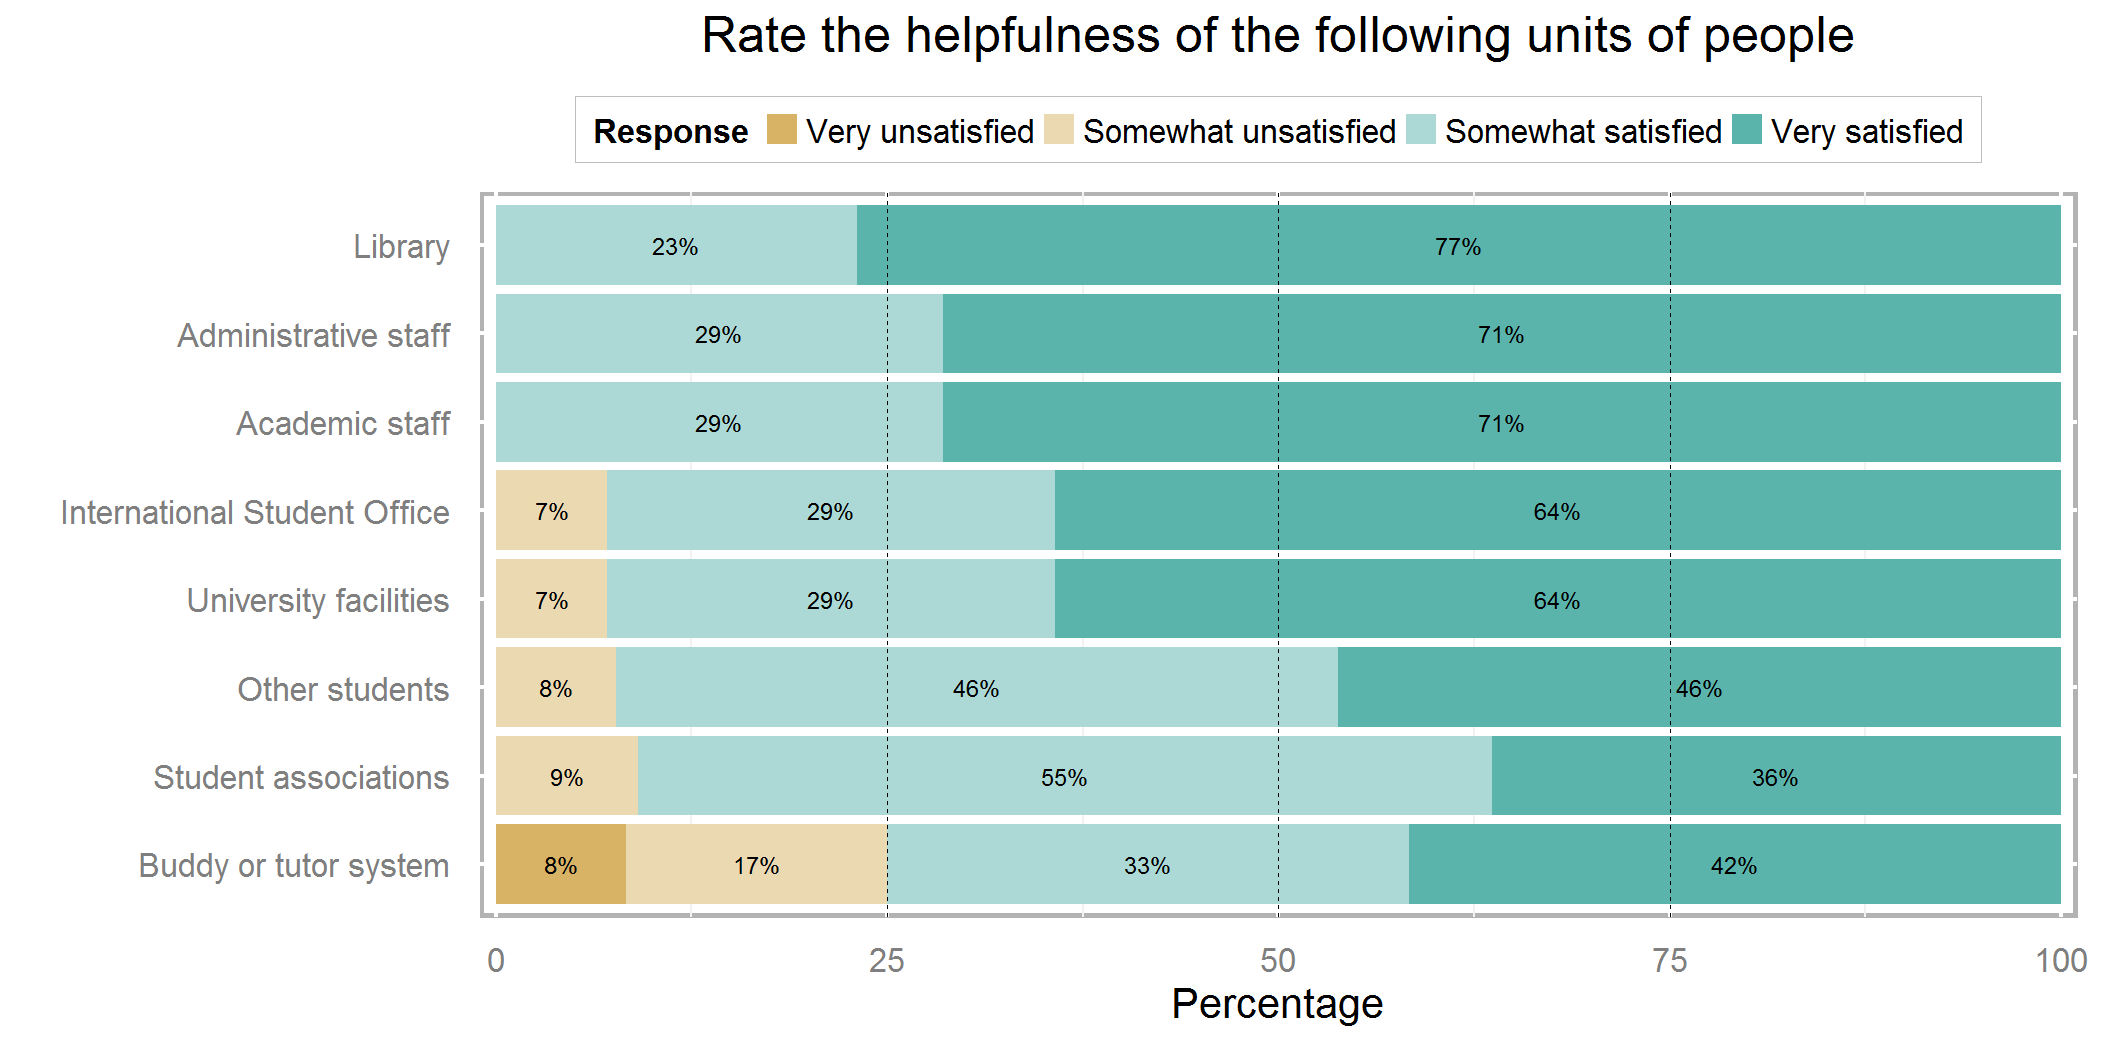 Rate the helpfulness of the following units of people
Response Very unsatisfied Somewhat unsatisfied Somewhat satisfied Very satisfied
Library 23% 77%
Administrative staff 29% 71%
Academic staff 29% 71%
International Student Office 7% 29% 64%
University facilities 7% 29% 64%
Other students 8% 46% 46%
Student associations 9% 55% 36%
Buddy or tutor system 8% 17% 33% 42%
0 25 50 75 100
Percentage